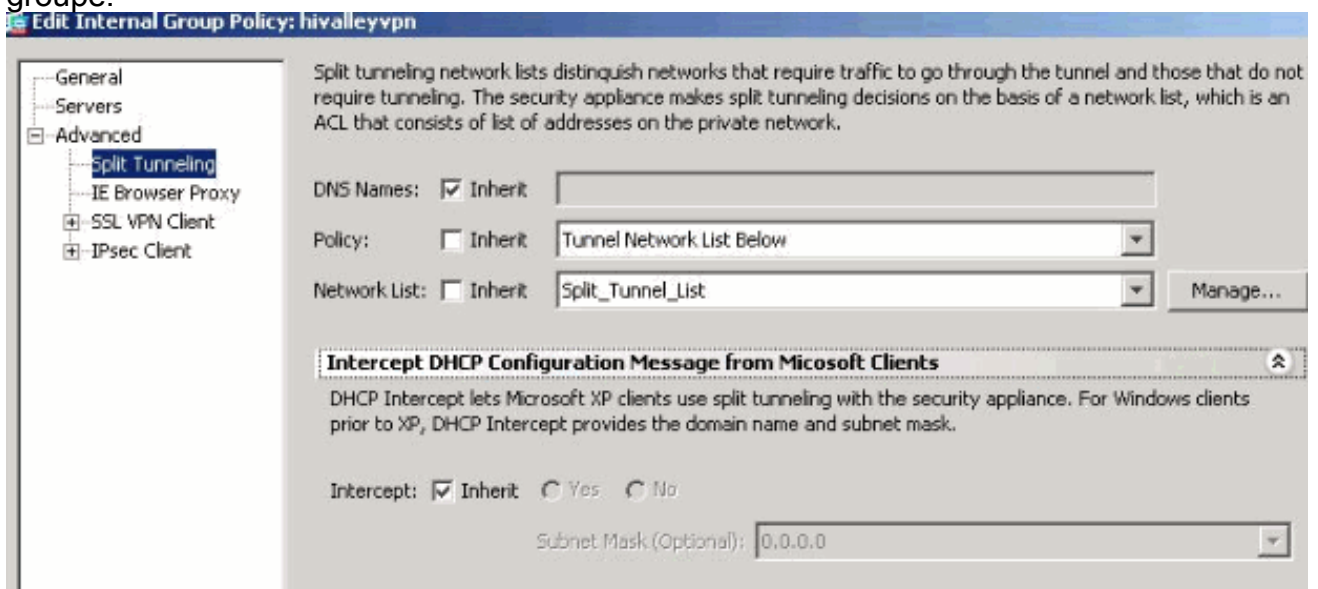 groupe.
Edit Internal Group Policy: hivalleyvpn
General
Servers
Advanced
Split Tunneling
IE Browser Proxy
SSL VPN Client
IPsec Client
Split tunneling network lists distinguish networks that require traffic to go through the tunnel and those that do not
require tunneling. The security appliance makes split tunneling decisions on the basis of a network list, which is an
ACL that consists of list of addresses on the private network.
DNS Names: Inherit
Policy: Inherit Tunnel Network List Below
Network List: Inherit Split_Tunnel_List Manage...
Intercept DHCP Configuration Message from Micosoft Clients
DHCP Intercept lets Microsoft XP clients use split tunneling with the security appliance. For Windows clients
prior to XP, DHCP Intercept provides the domain name and subnet mask.
Intercept: Inherit Yes No
Subnet Mask (Optional): 0.0.0.0